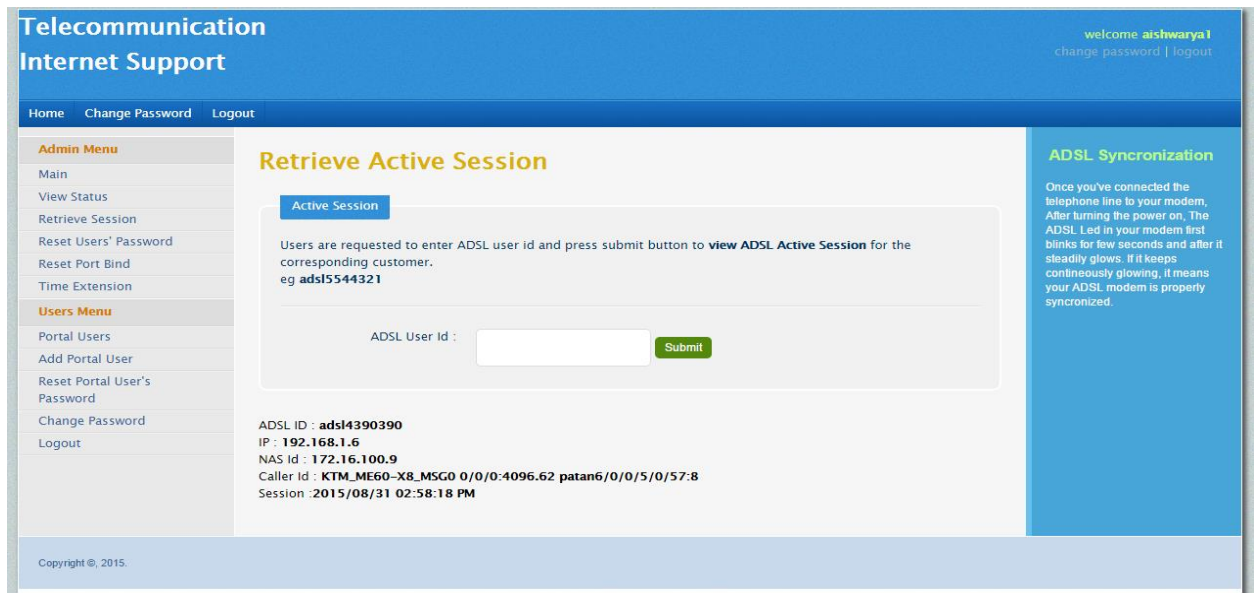 Telecommunication
Internet Support
welcome aishwarya1
change password | logout
Home Change Password Logout
Admin Menu
Main
View Status
Retrieve Session
Reset Users' Password
Reset Port Bind
Time Extension
Users Menu
Portal Users
Add Portal User
Reset Portal User's
Password
Change Password
Logout
Retrieve Active Session
Active Session
Users are requested to enter ADSL user id and press submit button to view ADSL Active Session for the
corresponding customer.
eg adsl5544321
ADSL User Id :
Submit
ADSL ID : adsl4390390
IP : 192.168.1.6
NAS Id : 172.16.100.9
Caller Id : KTM_ME60-X8_MSG0 0/0/0:4096.62 patan6/0/0/5/0/57:8
Session :2015/08/31 02:58:18 PM
ADSL Syncronization
Once you've connected the
telephone line to your modem,
After turning the power on, The
ADSL Led in your modem first
blinks for few seconds and after it
steadily glows. If it keeps
contineously glowing, it means
your ADSL modem is properly
syncronized.
Copyright ©, 2015.